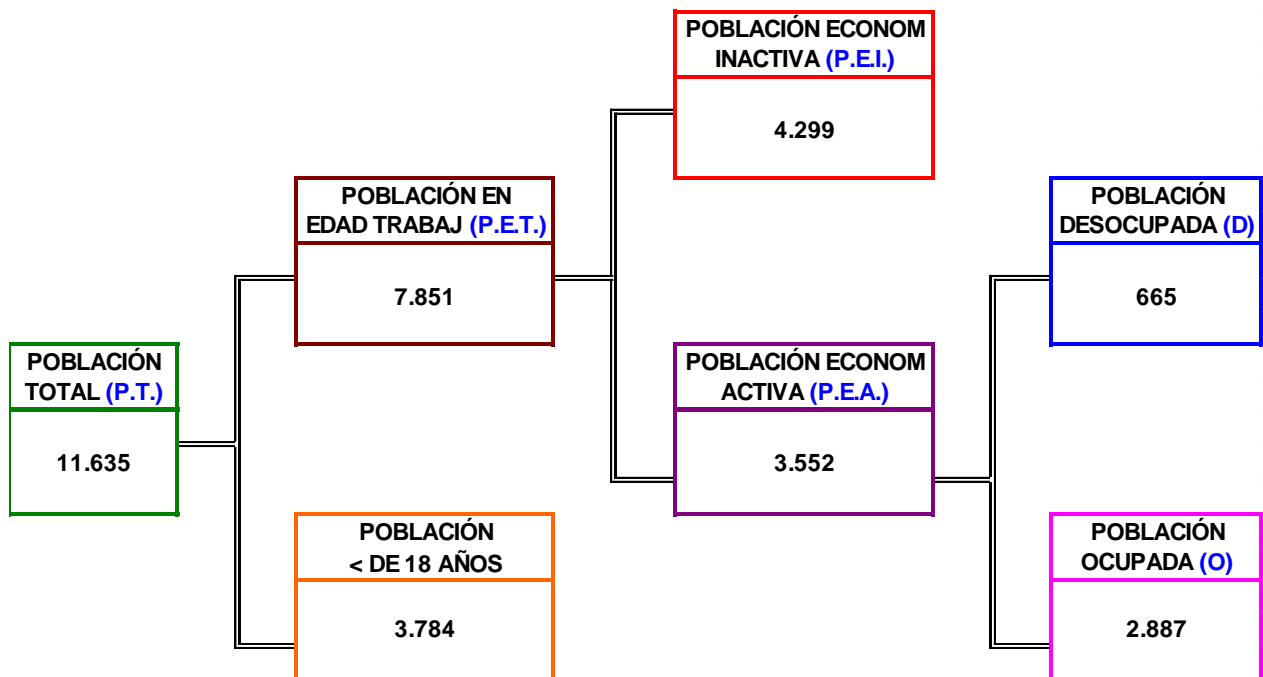 POBLACIÓN ECONOM
INACTIVA (P.E.I.)
4.299
POBLACIÓN EN
EDAD TRABAJ (P.E.T.)
7.851
POBLACIÓN
DESOCUPADA (D)
665
POBLACIÓN
TOTAL (P.T.)
11.635
POBLACIÓN ECONOM
ACTIVA (P.E.A.)
3.552
POBLACIÓN
< DE 18 AÑOS
3.784
POBLACIÓN
OCUPADA (O)
2.887